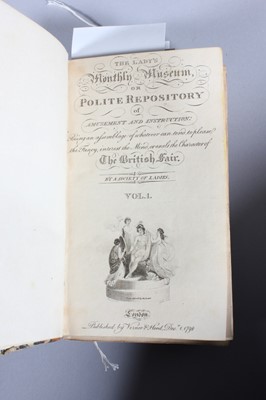 THE LADY'S
Monthly Museum,
OR
POLITE REPOSITORY
of
AMUSEMENT AND INSTRUCTION:
Being an Assemblage of whatever can tend to please
the Fancy, interest the Mind, or exalt the Character of
The British Fair.
BY A SOCIETY OF LADIES.
VOL. I.
London.
Published by Vernor & Hood, Dec.r 1, 1798